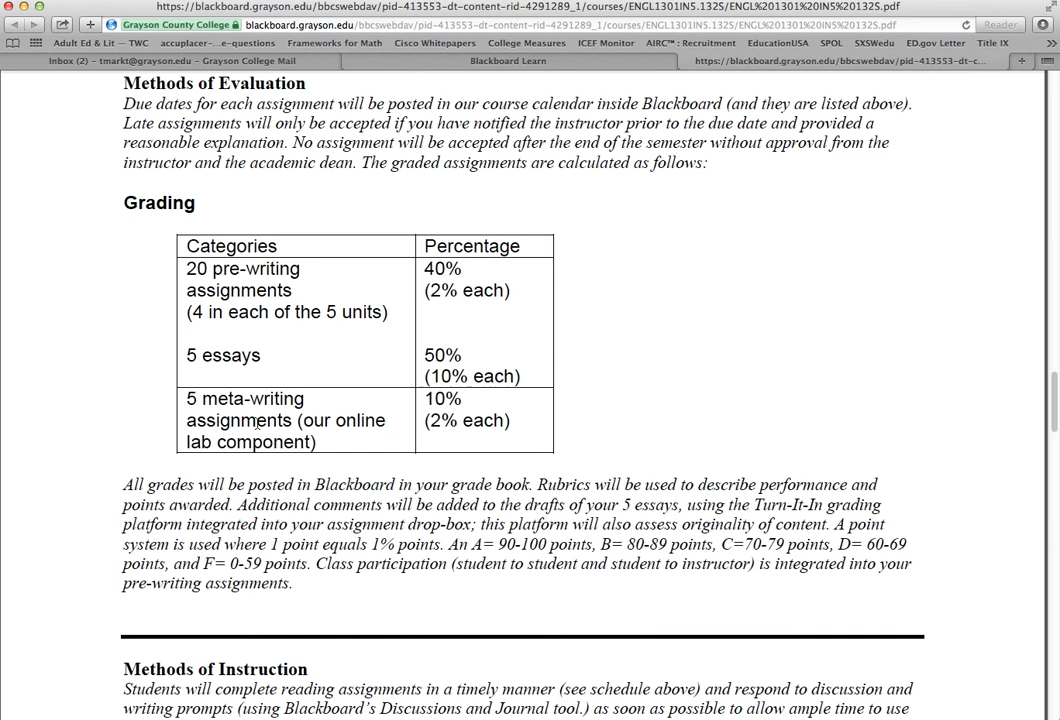 https://blackboard.grayson.edu/bbcswebdav/pid-413553-dt-content-rid-4291289_1/courses/ENGL1301IN5.132S/ENGL%201301%20IN5%20132S.pdf
Grayson County College blackboard.grayson.edu/bbcswebdav/pid-413553-dt-content-rid-4291289_1/courses/ENGL1301IN5.132S/ENGL%201301%20IN5%20132S.pdf Reader
Adult Ed & Lit — TWC accuplacer-...e-questions Frameworks for Math Cisco Whitepapers College Measures ICEF Monitor AIRC™ : Recruitment EducationUSA SPOL SXSWedu ED.gov Letter Title IX
Inbox (2) – tmarkt@grayson.edu – Grayson College Mail Blackboard Learn https://blackboard.grayson.edu/bbcswebdav/pid-413553-dt-c...
Methods of Evaluation
Due dates for each assignment will be posted in our course calendar inside Blackboard (and they are listed above).
Late assignments will only be accepted if you have notified the instructor prior to the due date and provided a
reasonable explanation. No assignment will be accepted after the end of the semester without approval from the
instructor and the academic dean. The graded assignments are calculated as follows:
Grading
Categories Percentage
20 pre-writing 40%
assignments (2% each)
(4 in each of the 5 units)
5 essays 50%
(10% each)
5 meta-writing 10%
assignments (our online (2% each)
lab component)
All grades will be posted in Blackboard in your grade book. Rubrics will be used to describe performance and
points awarded. Additional comments will be added to the drafts of your 5 essays, using the Turn-It-In grading
platform integrated into your assignment drop-box; this platform will also assess originality of content. A point
system is used where 1 point equals 1% points. An A= 90-100 points, B= 80-89 points, C=70-79 points, D= 60-69
points, and F= 0-59 points. Class participation (student to student and student to instructor) is integrated into your
pre-writing assignments.
Methods of Instruction
Students will complete reading assignments in a timely manner (see schedule above) and respond to discussion and
writing prompts (using Blackboard's Discussions and Journal tool.) as soon as possible to allow ample time to use